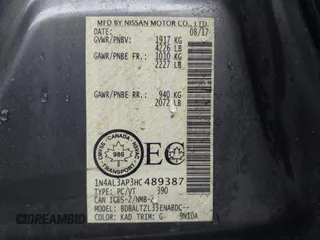 MFD BY NISSAN MOTOR CO., LTD.
DATE: 08/17
GVWR/PNBV: 1917 KG
4226 LB
GAWR/PNBE FR.: 1010 KG
2227 LB
GAWR/PNBE RR.: 940 KG
2072 LB
CANADA
986
TRANSPORT
EC
1N4AL3AP3HC489387
TYPE: PC/VT 390
CAN ICES-2/NMB-2
MODEL: BDBALTZL33ENABDC--
COLOR: KAD TRIM: G-
BIDFAX